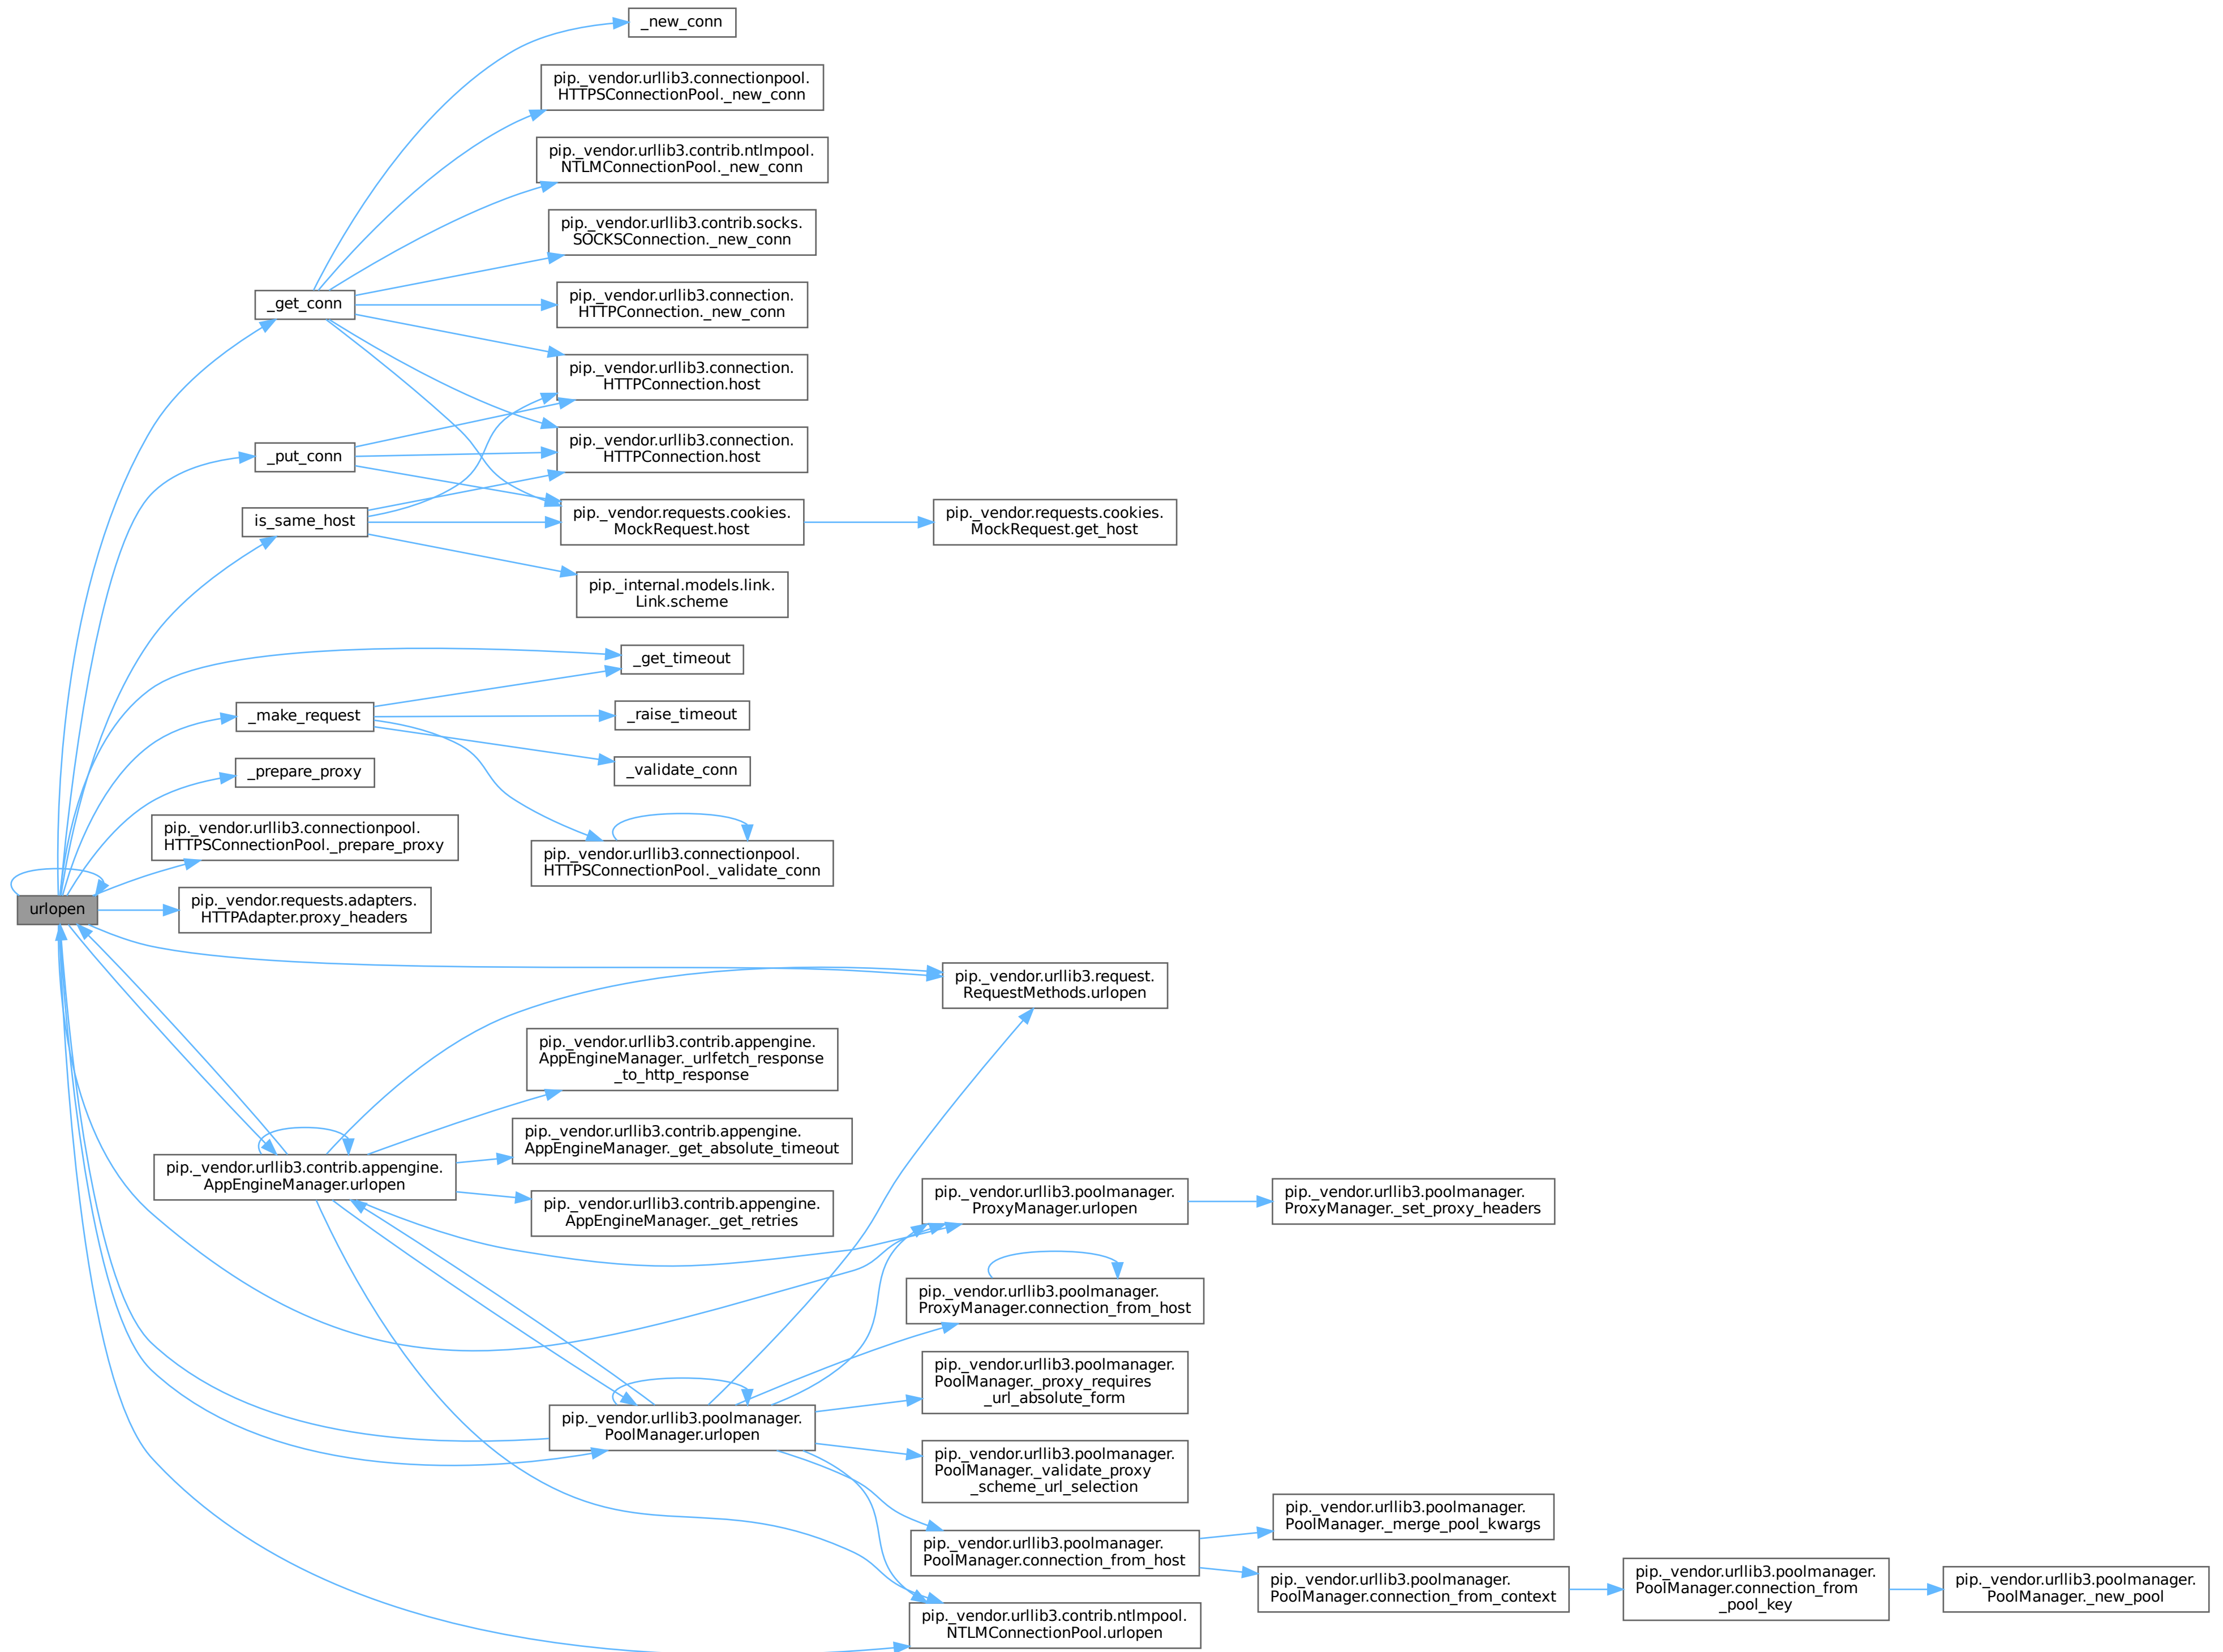 _new_conn
pip._vendor.urllib3.connectionpool.
HTTPSConnectionPool._new_conn
pip._vendor.urllib3.contrib.ntlmpool.
NTLMConnectionPool._new_conn
pip._vendor.urllib3.contrib.socks.
SOCKSConnection._new_conn
_get_conn
pip._vendor.urllib3.connection.
HTTPConnection._new_conn
pip._vendor.urllib3.connection.
HTTPConnection.host
_put_conn
pip._vendor.urllib3.connection.
HTTPConnection.host
is_same_host
pip._vendor.requests.cookies.
MockRequest.host
pip._vendor.requests.cookies.
MockRequest.get_host
pip._internal.models.link.
Link.scheme
_get_timeout
_make_request
_raise_timeout
_prepare_proxy
_validate_conn
pip._vendor.urllib3.connectionpool.
HTTPSConnectionPool._prepare_proxy
pip._vendor.urllib3.connectionpool.
HTTPSConnectionPool._validate_conn
urlopen
pip._vendor.requests.adapters.
HTTPAdapter.proxy_headers
pip._vendor.urllib3.request.
RequestMethods.urlopen
pip._vendor.urllib3.contrib.appengine.
AppEngineManager._urlfetch_response
_to_http_response
pip._vendor.urllib3.contrib.appengine.
AppEngineManager._get_absolute_timeout
pip._vendor.urllib3.contrib.appengine.
AppEngineManager.urlopen
pip._vendor.urllib3.contrib.appengine.
AppEngineManager._get_retries
pip._vendor.urllib3.poolmanager.
ProxyManager.urlopen
pip._vendor.urllib3.poolmanager.
ProxyManager._set_proxy_headers
pip._vendor.urllib3.poolmanager.
ProxyManager.connection_from_host
pip._vendor.urllib3.poolmanager.
PoolManager._proxy_requires
_url_absolute_form
pip._vendor.urllib3.poolmanager.
PoolManager.urlopen
pip._vendor.urllib3.poolmanager.
PoolManager._validate_proxy
_scheme_url_selection
pip._vendor.urllib3.poolmanager.
PoolManager.connection_from_host
pip._vendor.urllib3.poolmanager.
PoolManager._merge_pool_kwargs
pip._vendor.urllib3.poolmanager.
PoolManager.connection_from_context
pip._vendor.urllib3.poolmanager.
PoolManager.connection_from
_pool_key
pip._vendor.urllib3.poolmanager.
PoolManager._new_pool
pip._vendor.urllib3.contrib.ntlmpool.
NTLMConnectionPool.urlopen